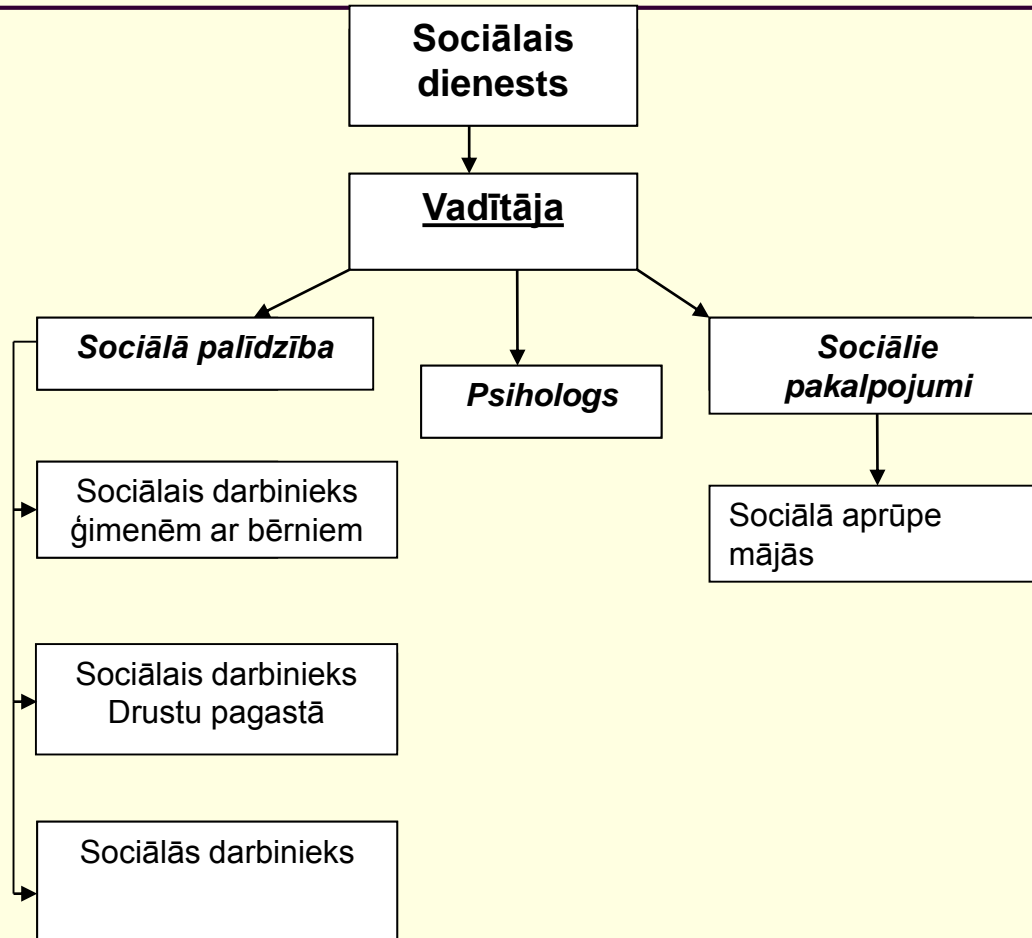 Sociālais
dienests
Vadītāja
Sociālā palīdzība
Psihologs
Sociālie
pakalpojumi
Sociālais darbinieks
ģimenēm ar bērniem
Sociālā aprūpe
mājās
Sociālais darbinieks
Drustu pagastā
Sociālās darbinieks